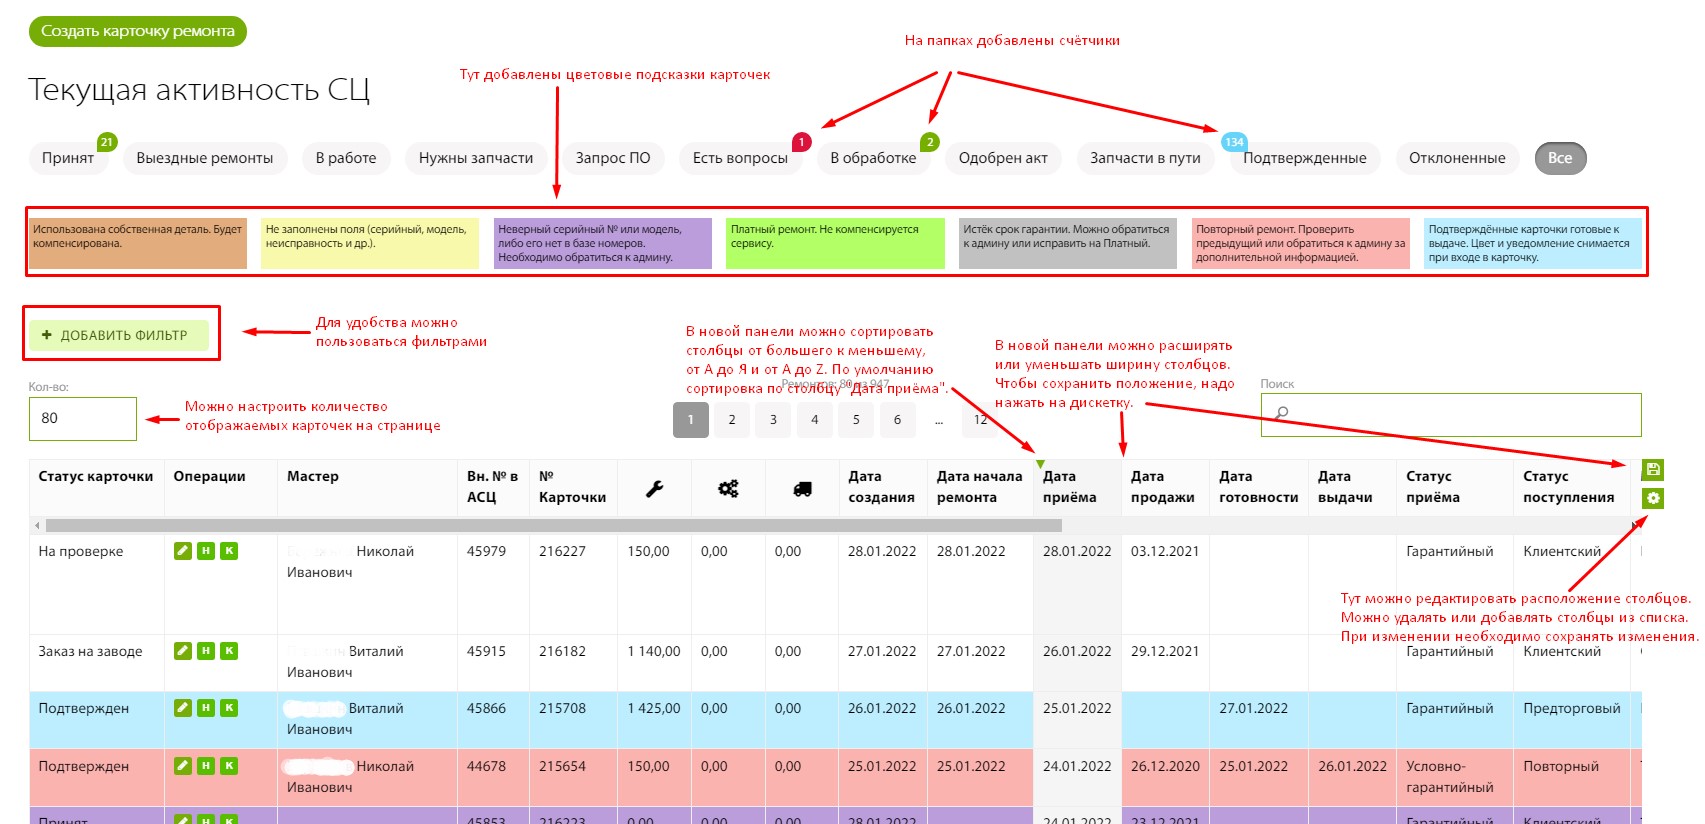 Создать карточку ремонта
На папках добавлены счётчики
Тут добавлены цветовые подсказки карточек
Текущая активность СЦ
Принят 21
Выездные ремонты
В работе
Нужны запчасти
Запрос ПО
Есть вопросы 1
В обработке 2
Одобрен акт
Запчасти в пути
Подтвержденные 134
Отклоненные
Все
Использована собственная деталь. Будет
компенсирована.
Не заполнены поля (серийный, модель,
неисправность и др.).
Неверный серийный № или модель,
либо его нет в базе номеров.
Необходимо обратиться к админу.
Платный ремонт. Не компенсируется
сервису.
Истёк срок гарантии. Можно обратиться
к админу или исправить на Платный.
Повторный ремонт. Проверить
предыдущий или обратиться к админу за
дополнительной информацией.
Подтверждённые карточки готовые к
выдаче. Цвет и уведомление снимается
при входе в карточку.
+ ДОБАВИТЬ ФИЛЬТР
Для удобства можно
пользоваться фильтрами
В новой панели можно сортировать
столбцы от большего к меньшему,
от А до Я и от A до Z. По умолчанию
сортировка по столбцу "Дата приёма".
В новой панели можно расширять
или уменьшать ширину столбцов.
Чтобы сохранить положение, надо
нажать на дискетку.
Кол-во:
80
Можно настроить количество
отображаемых карточек на странице
Ремонтов: 80 из 947
1 2 3 4 5 6 ... 12
Поиск
Статус карточки Операции Мастер Вн. № в АСЦ № Карточки Дата создания Дата начала ремонта Дата приёма Дата продажи Дата готовности Дата выдачи Статус приёма Статус поступления
На проверке Н К Николай 45979 216227 150,00 0,00 0,00 28.01.2022 28.01.2022 28.01.2022 03.12.2021 Гарантийный Клиентский
Иванович
Тут можно редактировать расположение столбцов.
Можно удалять или добавлять столбцы из списка.
При изменении необходимо сохранять изменения.
Заказ на заводе Н К Виталий 45915 216182 1 140,00 0,00 0,00 27.01.2022 27.01.2022 26.01.2022 29.12.2021 Гарантийный Клиентский
Иванович
Подтвержден Н К Виталий 45866 215708 1 425,00 0,00 0,00 26.01.2022 26.01.2022 25.01.2022 27.01.2022 Гарантийный Предторговый
Иванович
Подтвержден Н К Николай 44678 215654 150,00 0,00 0,00 25.01.2022 25.01.2022 24.01.2022 26.12.2020 25.01.2022 26.01.2022 Условно- Повторный
Иванович гарантийный
Принят Н К 45853 216223 0,00 0,00 0,00 28.01.2022 24.01.2022 23.12.2021 Гарантийный Клиентский